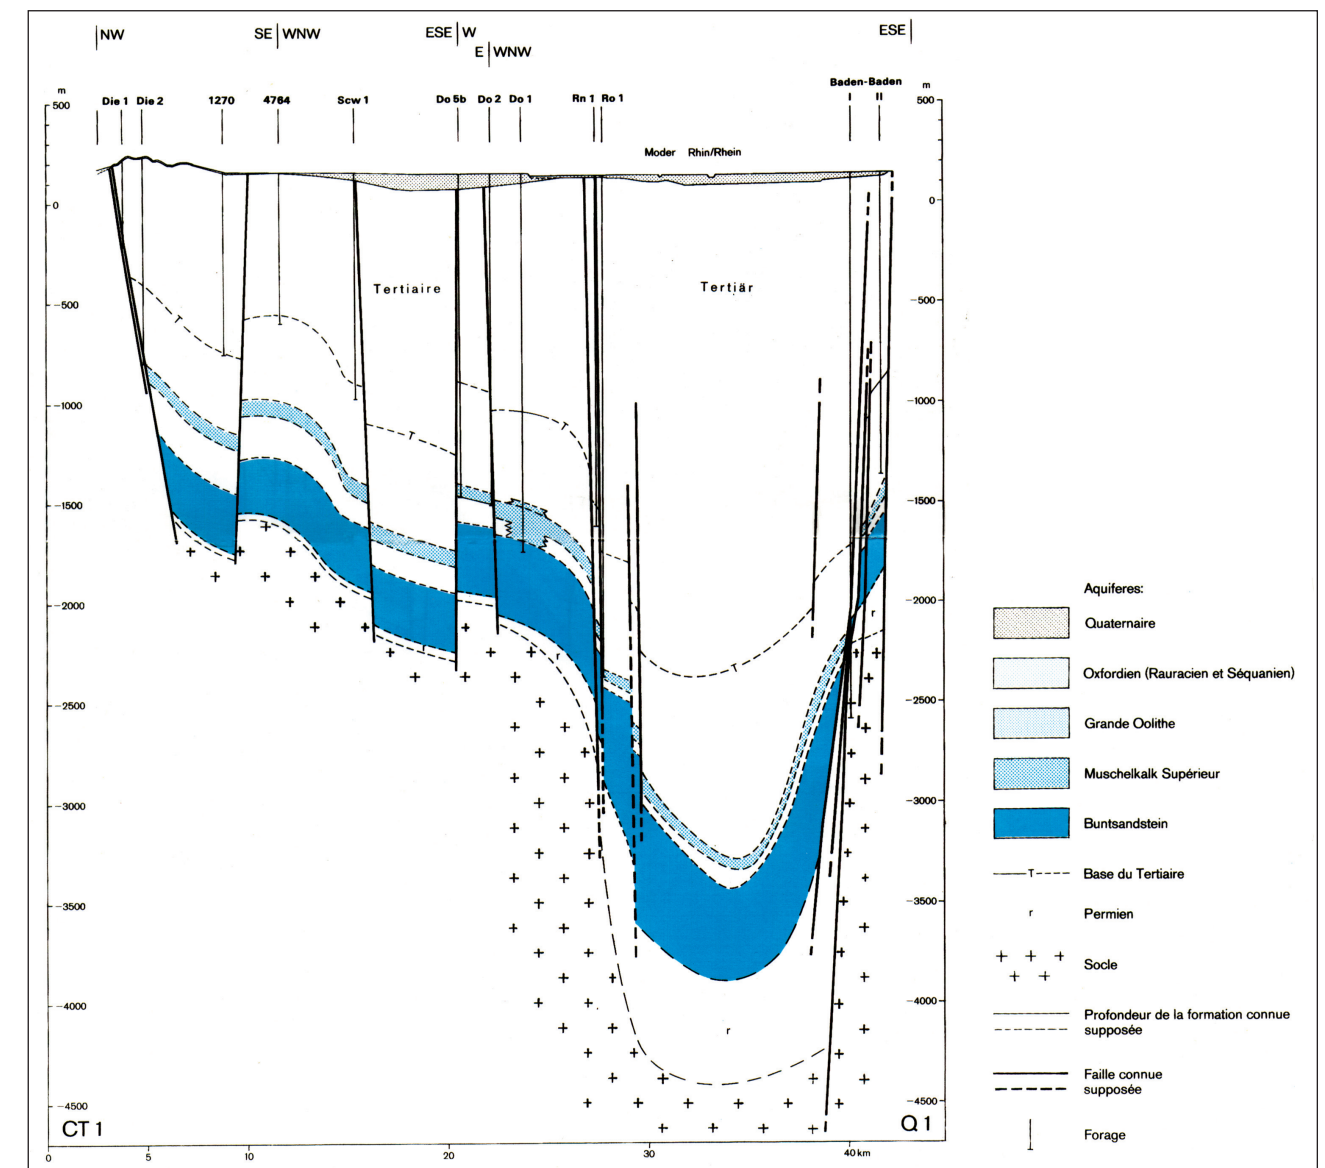 NW SE WNW ESE W ESE
E WNW
m Die 1 Die 2 1270 4764 Scw 1 Do 5b Do 2 Do 1 Rn 1 Ro 1 Baden-Baden m
I II
500 500
Moder Rhin/Rhein
0 0
Tertiaire Tertiär
T
-500 -500
-1000 -1000
T T
-1500 -1500
-2000 -2000
r r r
T
-2500 -2500
-3000 -3000
-3500 -3500
-4000 -4000
r
-4500 -4500
CT 1 Q 1
0 5 10 20 30 40 km
Aquiferes:
Quaternaire
Oxfordien (Rauracien et Séquanien)
Grande Oolithe
Muschelkalk Supérieur
Buntsandstein
T Base du Tertiaire
r Permien
Socle
Profondeur de la formation connue
supposée
Faille connue
supposée
Forage